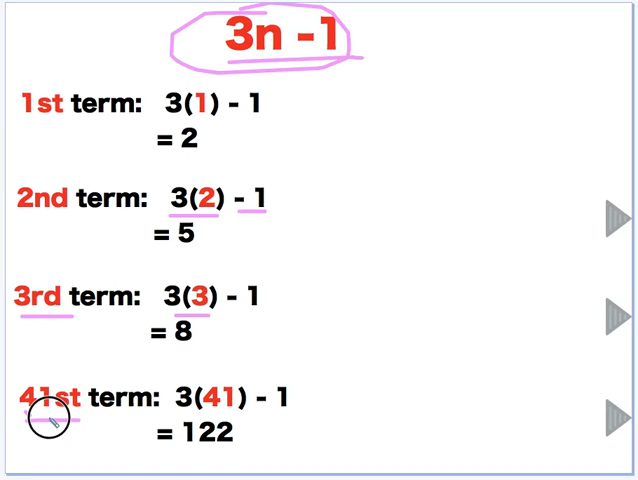 3n -1
1st term: 3(1) - 1
= 2
2nd term: 3(2) - 1
= 5
3rd term: 3(3) - 1
= 8
41st term: 3(41) - 1
= 122